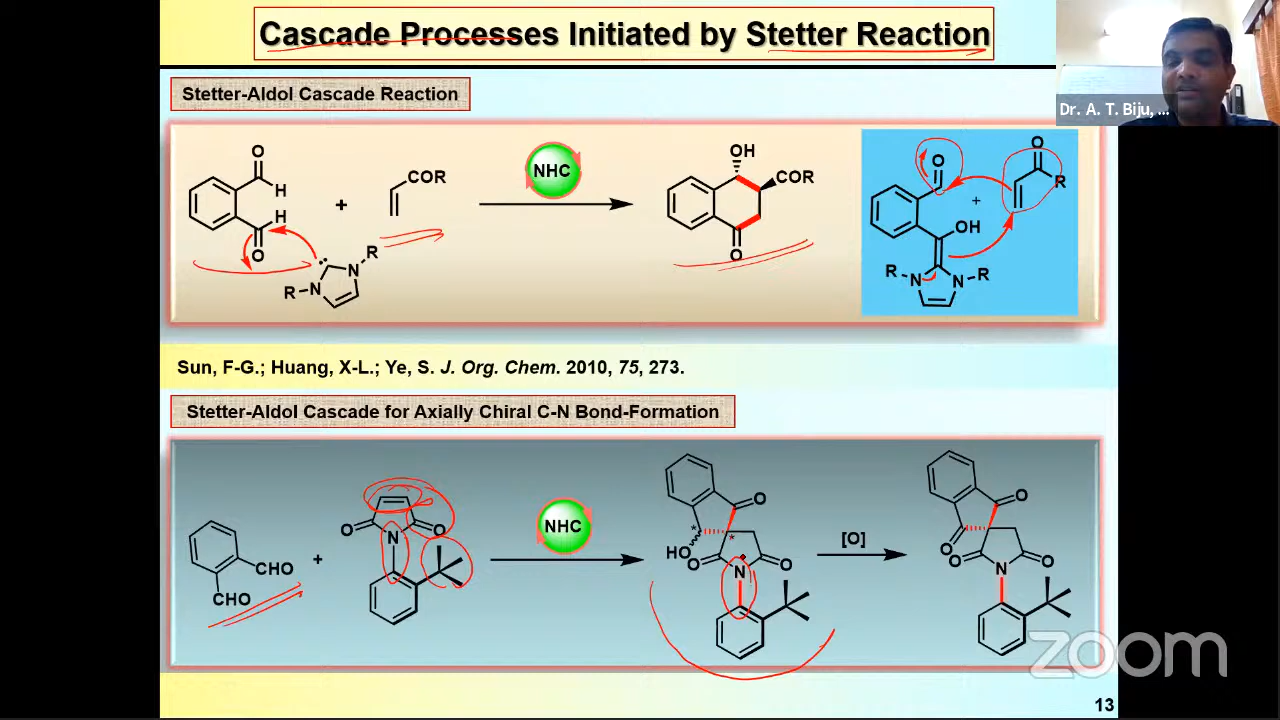 Cascade Processes Initiated by Stetter Reaction
Dr. A. T. Biju, ...
Stetter-Aldol Cascade Reaction
O
H
H
O
+
COR
NHC
OH
COR
O
R
N
N
R
O
O
R
+
OH
R
N
N
R
Sun, F-G.; Huang, X-L.; Ye, S. J. Org. Chem. 2010, 75, 273.
Stetter-Aldol Cascade for Axially Chiral C-N Bond-Formation
CHO
CHO
+
O
O
N
NHC
O
*
*
HO
O
O
N
[O]
O
O
O
O
N
zoom
13